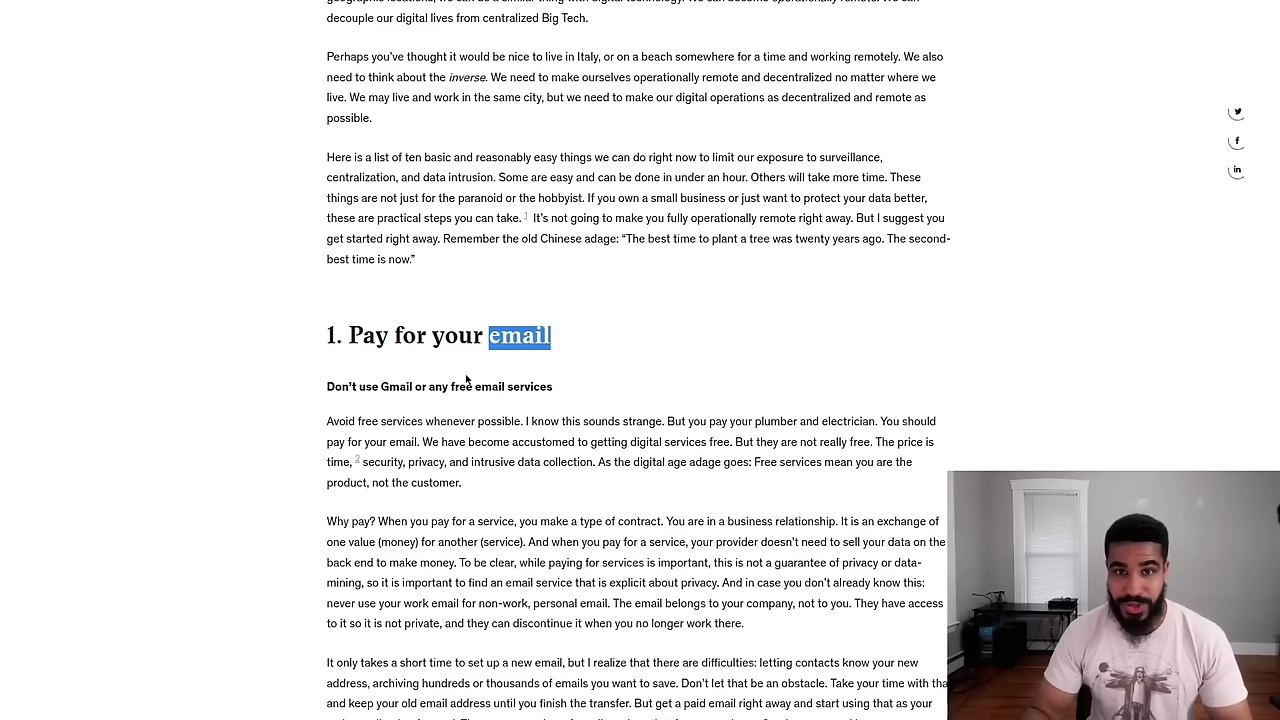 decouple our digital lives from centralized Big Tech.
Perhaps you’ve thought it would be nice to live in Italy, or on a beach somewhere for a time and working remotely. We also
need to think about the inverse. We need to make ourselves operationally remote and decentralized no matter where we
live. We may live and work in the same city, but we need to make our digital operations as decentralized and remote as
possible.
Here is a list of ten basic and reasonably easy things we can do right now to limit our exposure to surveillance,
centralization, and data intrusion. Some are easy and can be done in under an hour. Others will take more time. These
things are not just for the paranoid or the hobbyist. If you own a small business or just want to protect your data better,
these are practical steps you can take. 1 It’s not going to make you fully operationally remote right away. But I suggest you
get started right away. Remember the old Chinese adage: “The best time to plant a tree was twenty years ago. The second-
best time is now.”
1. Pay for your email
Don’t use Gmail or any free email services
Avoid free services whenever possible. I know this sounds strange. But you pay your plumber and electrician. You should
pay for your email. We have become accustomed to getting digital services free. But they are not really free. The price is
time, 2 security, privacy, and intrusive data collection. As the digital age adage goes: Free services mean you are the
product, not the customer.
Why pay? When you pay for a service, you make a type of contract. You are in a business relationship. It is an exchange of
one value (money) for another (service). And when you pay for a service, your provider doesn’t need to sell your data on the
back end to make money. To be clear, while paying for services is important, this is not a guarantee of privacy or data-
mining, so it is important to find an email service that is explicit about privacy. And in case you don’t already know this:
never use your work email for non-work, personal email. The email belongs to your company, not to you. They have access
to it so it is not private, and they can discontinue it when you no longer work there.
It only takes a short time to set up a new email, but I realize that there are difficulties: letting contacts know your new
address, archiving hundreds or thousands of emails you want to save. Don’t let that be an obstacle. Take your time with
and keep your old email address until you finish the transfer. But get a paid email right away and start using that as your